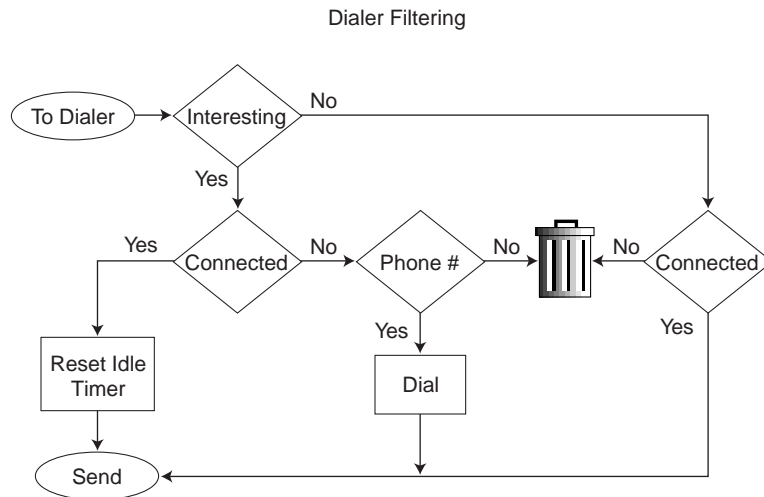 Dialer Filtering
To Dialer
Interesting
No
Yes
Yes
Connected
No
Phone #
No
No
Connected
Yes
Yes
Reset Idle
Timer
Dial
Send